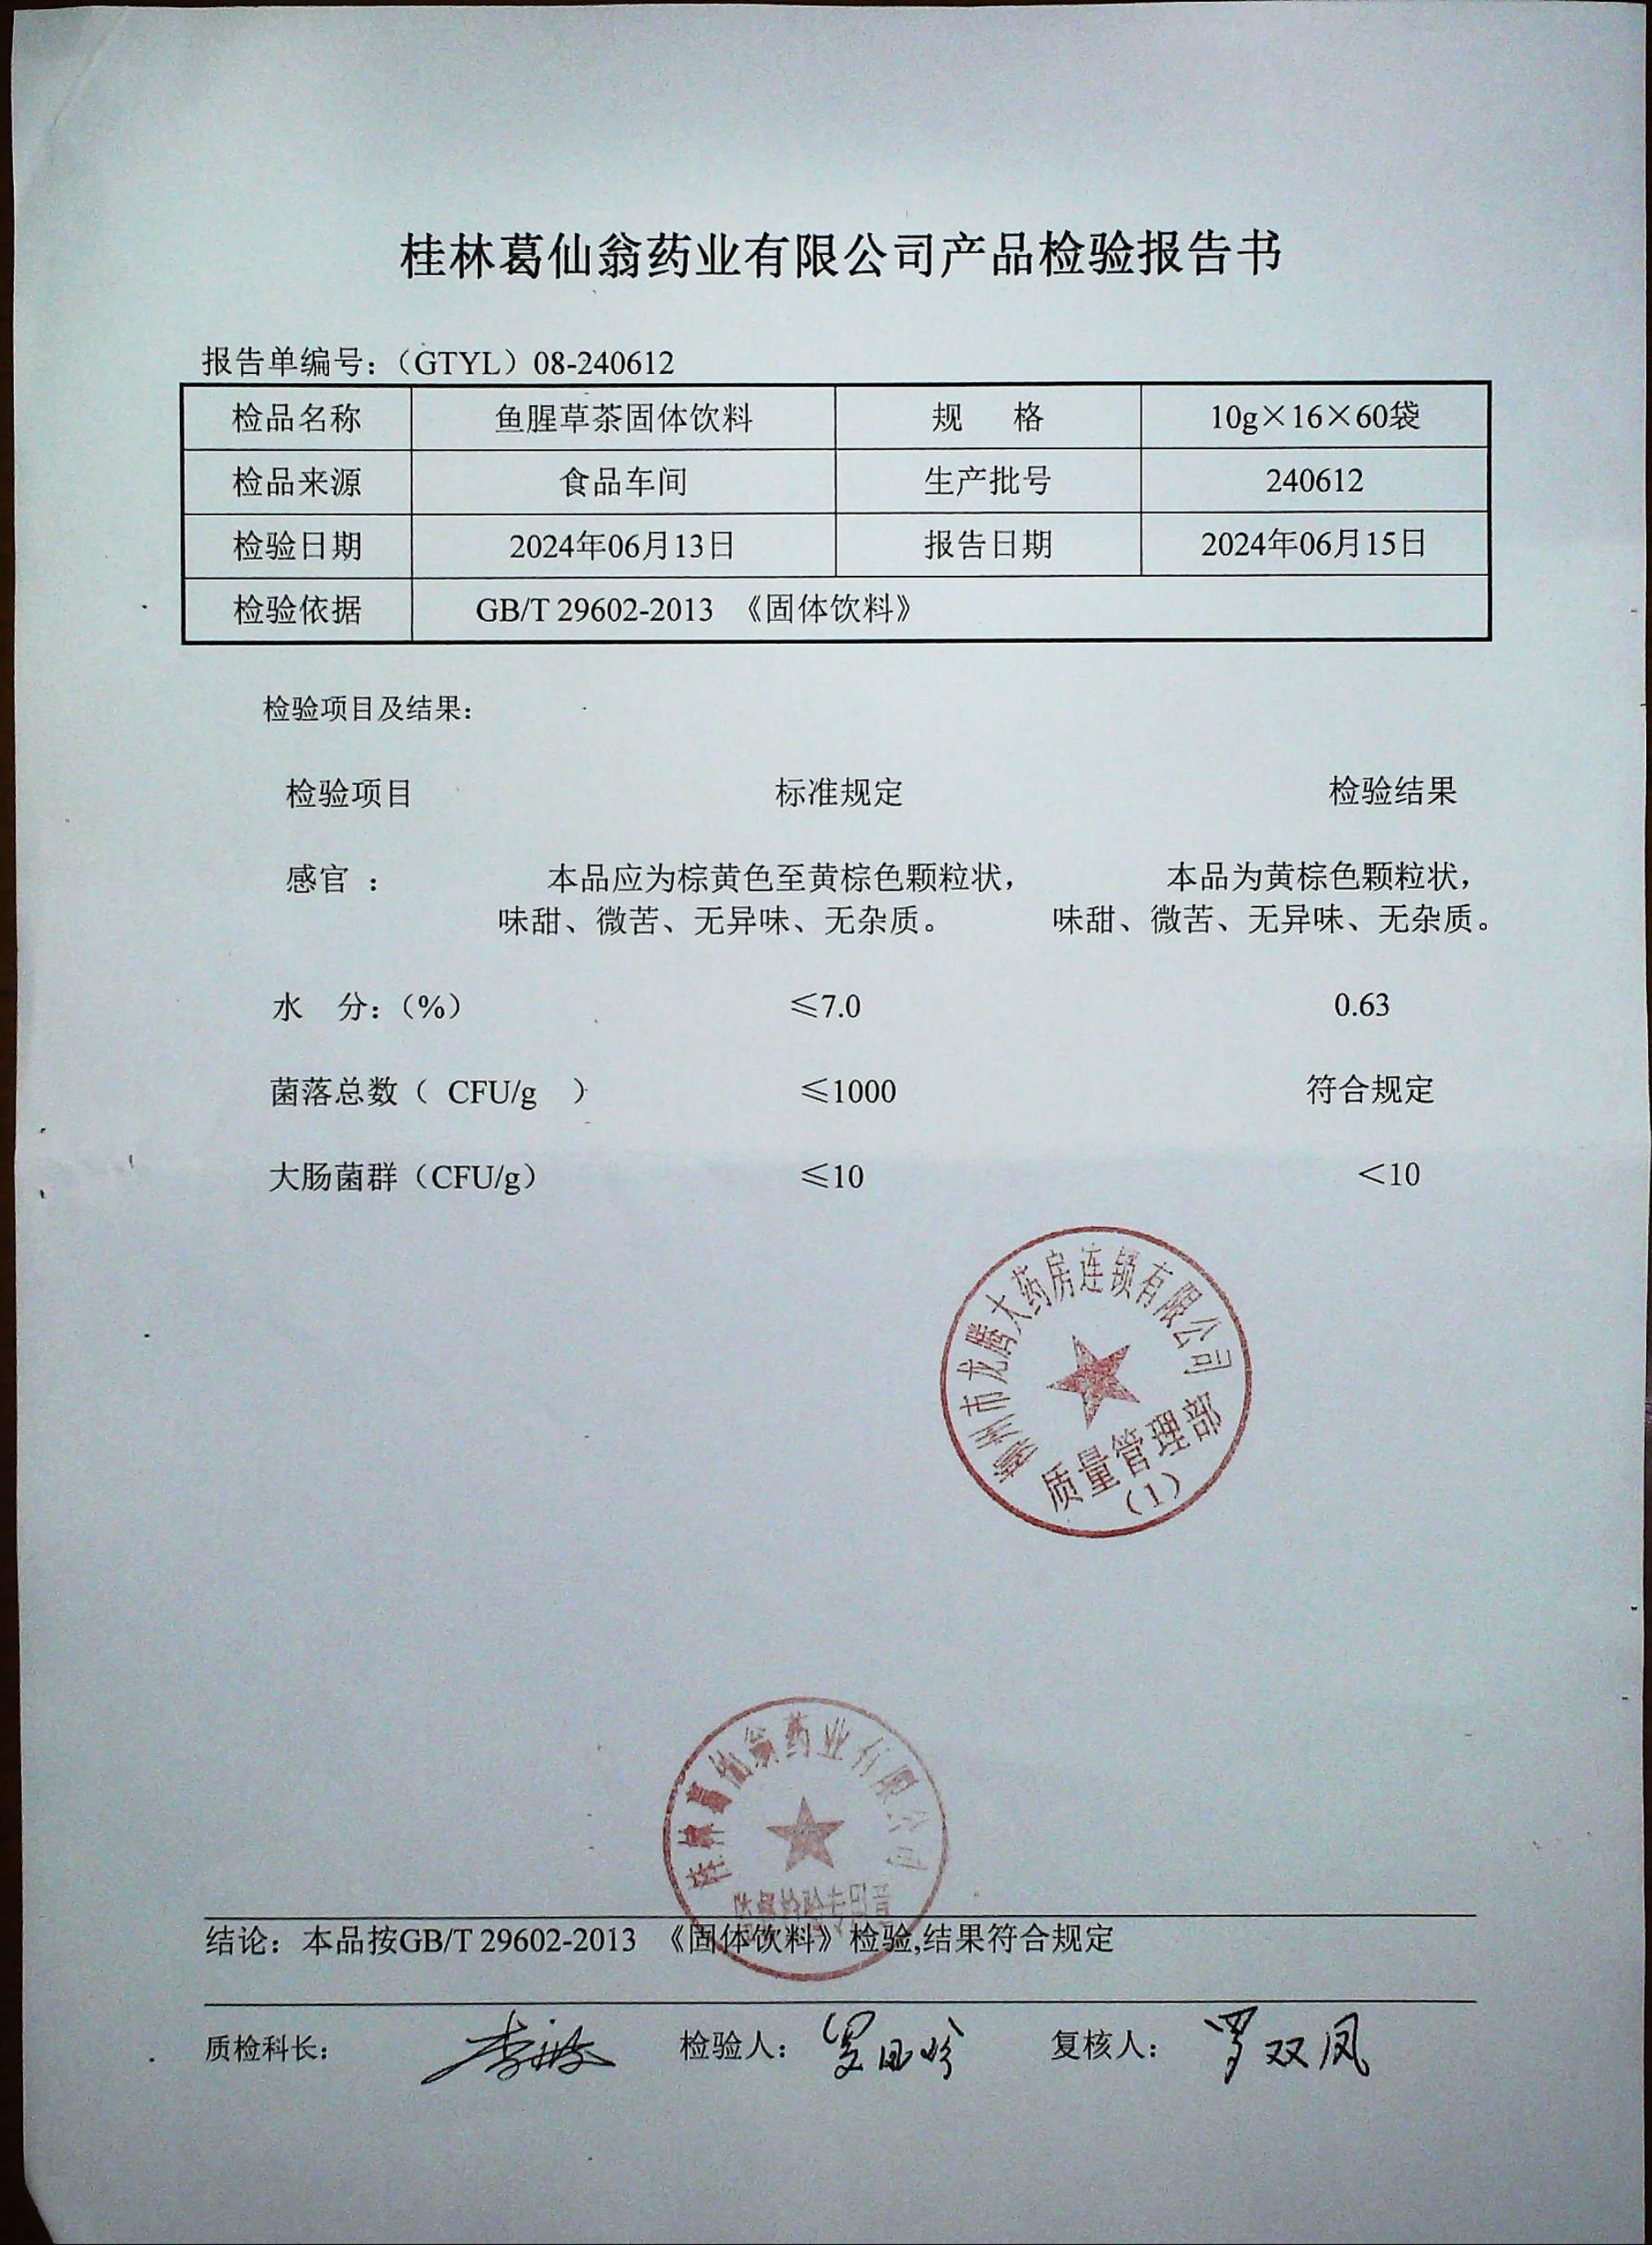 桂林葛仙翁药业有限公司产品检验报告书
报告单编号：（GTYL）08-240612
检品名称 鱼腥草茶固体饮料 规 格 10g×16×60袋
检品来源 食品车间 生产批号 240612
检验日期 2024年06月13日 报告日期 2024年06月15日
检验依据 GB/T 29602-2013 《固体饮料》
检验项目及结果：
检验项目 标准规定 检验结果
感官 ： 本品应为棕黄色至黄棕色颗粒状， 本品为黄棕色颗粒状，
味甜、微苦、无异味、无杂质。 味甜、微苦、无异味、无杂质。
水 分：（%） ≤7.0 0.63
菌落总数（ CFU/g ） ≤1000 符合规定
大肠菌群（CFU/g） ≤10 ＜10
柳州市龙腾大药房连锁有限公司
质量管理部
（1）
桂林葛仙翁药业有限公司
质量检验专用章
结论：本品按GB/T 29602-2013 《固体饮料》检验,结果符合规定
质检科长： 检验人： 复核人：罗双凤